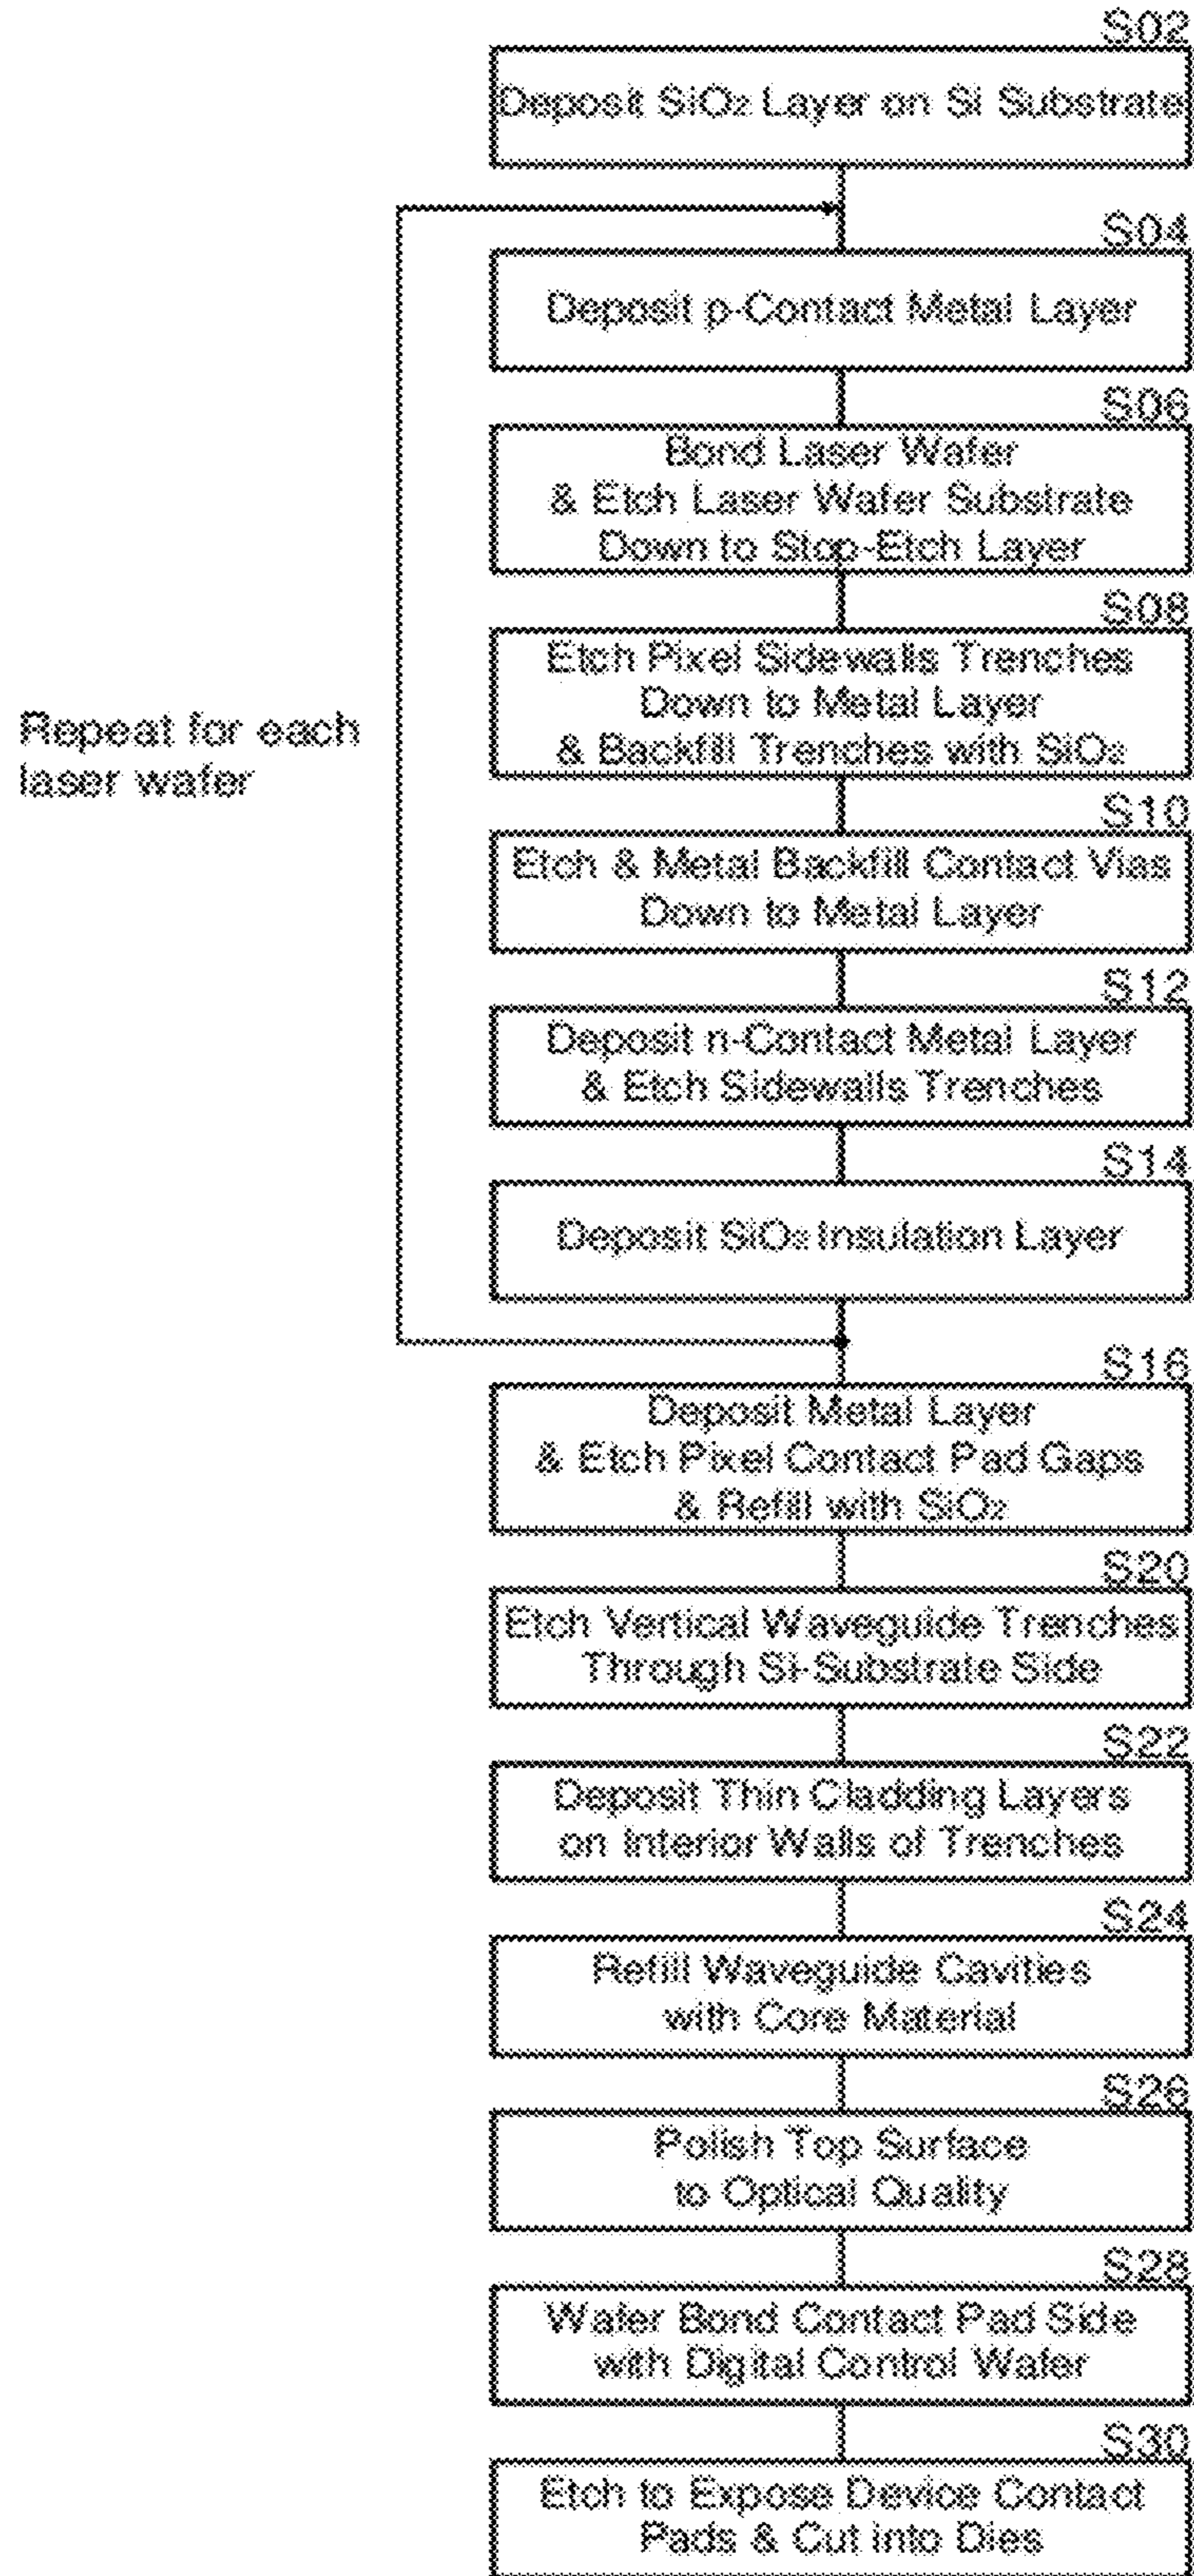 S02
Deposit SiO2 Layer on Si Substrate
S04
Deposit p-Contact Metal Layer
S06
Bond Laser Wafer
& Etch Laser Wafer Substrate
Down to Stop-Etch Layer
S08
Etch Pixel Sidewalls Trenches
Down to Metal Layer
& Backfill Trenches with SiO2
Repeat for each
laser wafer
S10
Etch & Metal Backfill Contact Vias
Down to Metal Layer
S12
Deposit n-Contact Metal Layer
& Etch Sidewalls Trenches
S14
Deposit SiO2 Insulation Layer
S16
Deposit Metal Layer
& Etch Pixel Contact Pad Gaps
& Refill with SiO2
S20
Etch Vertical Waveguide Trenches
Through Si-Substrate Side
S22
Deposit Thin Cladding Layers
on Interior Walls of Trenches
S24
Refill Waveguide Cavities
with Core Material
S26
Polish Top Surface
to Optical Quality
S28
Wafer Bond Contact Pad Side
with Digital Control Wafer
S30
Etch to Expose Device Contact
Pads & Cut into Dies